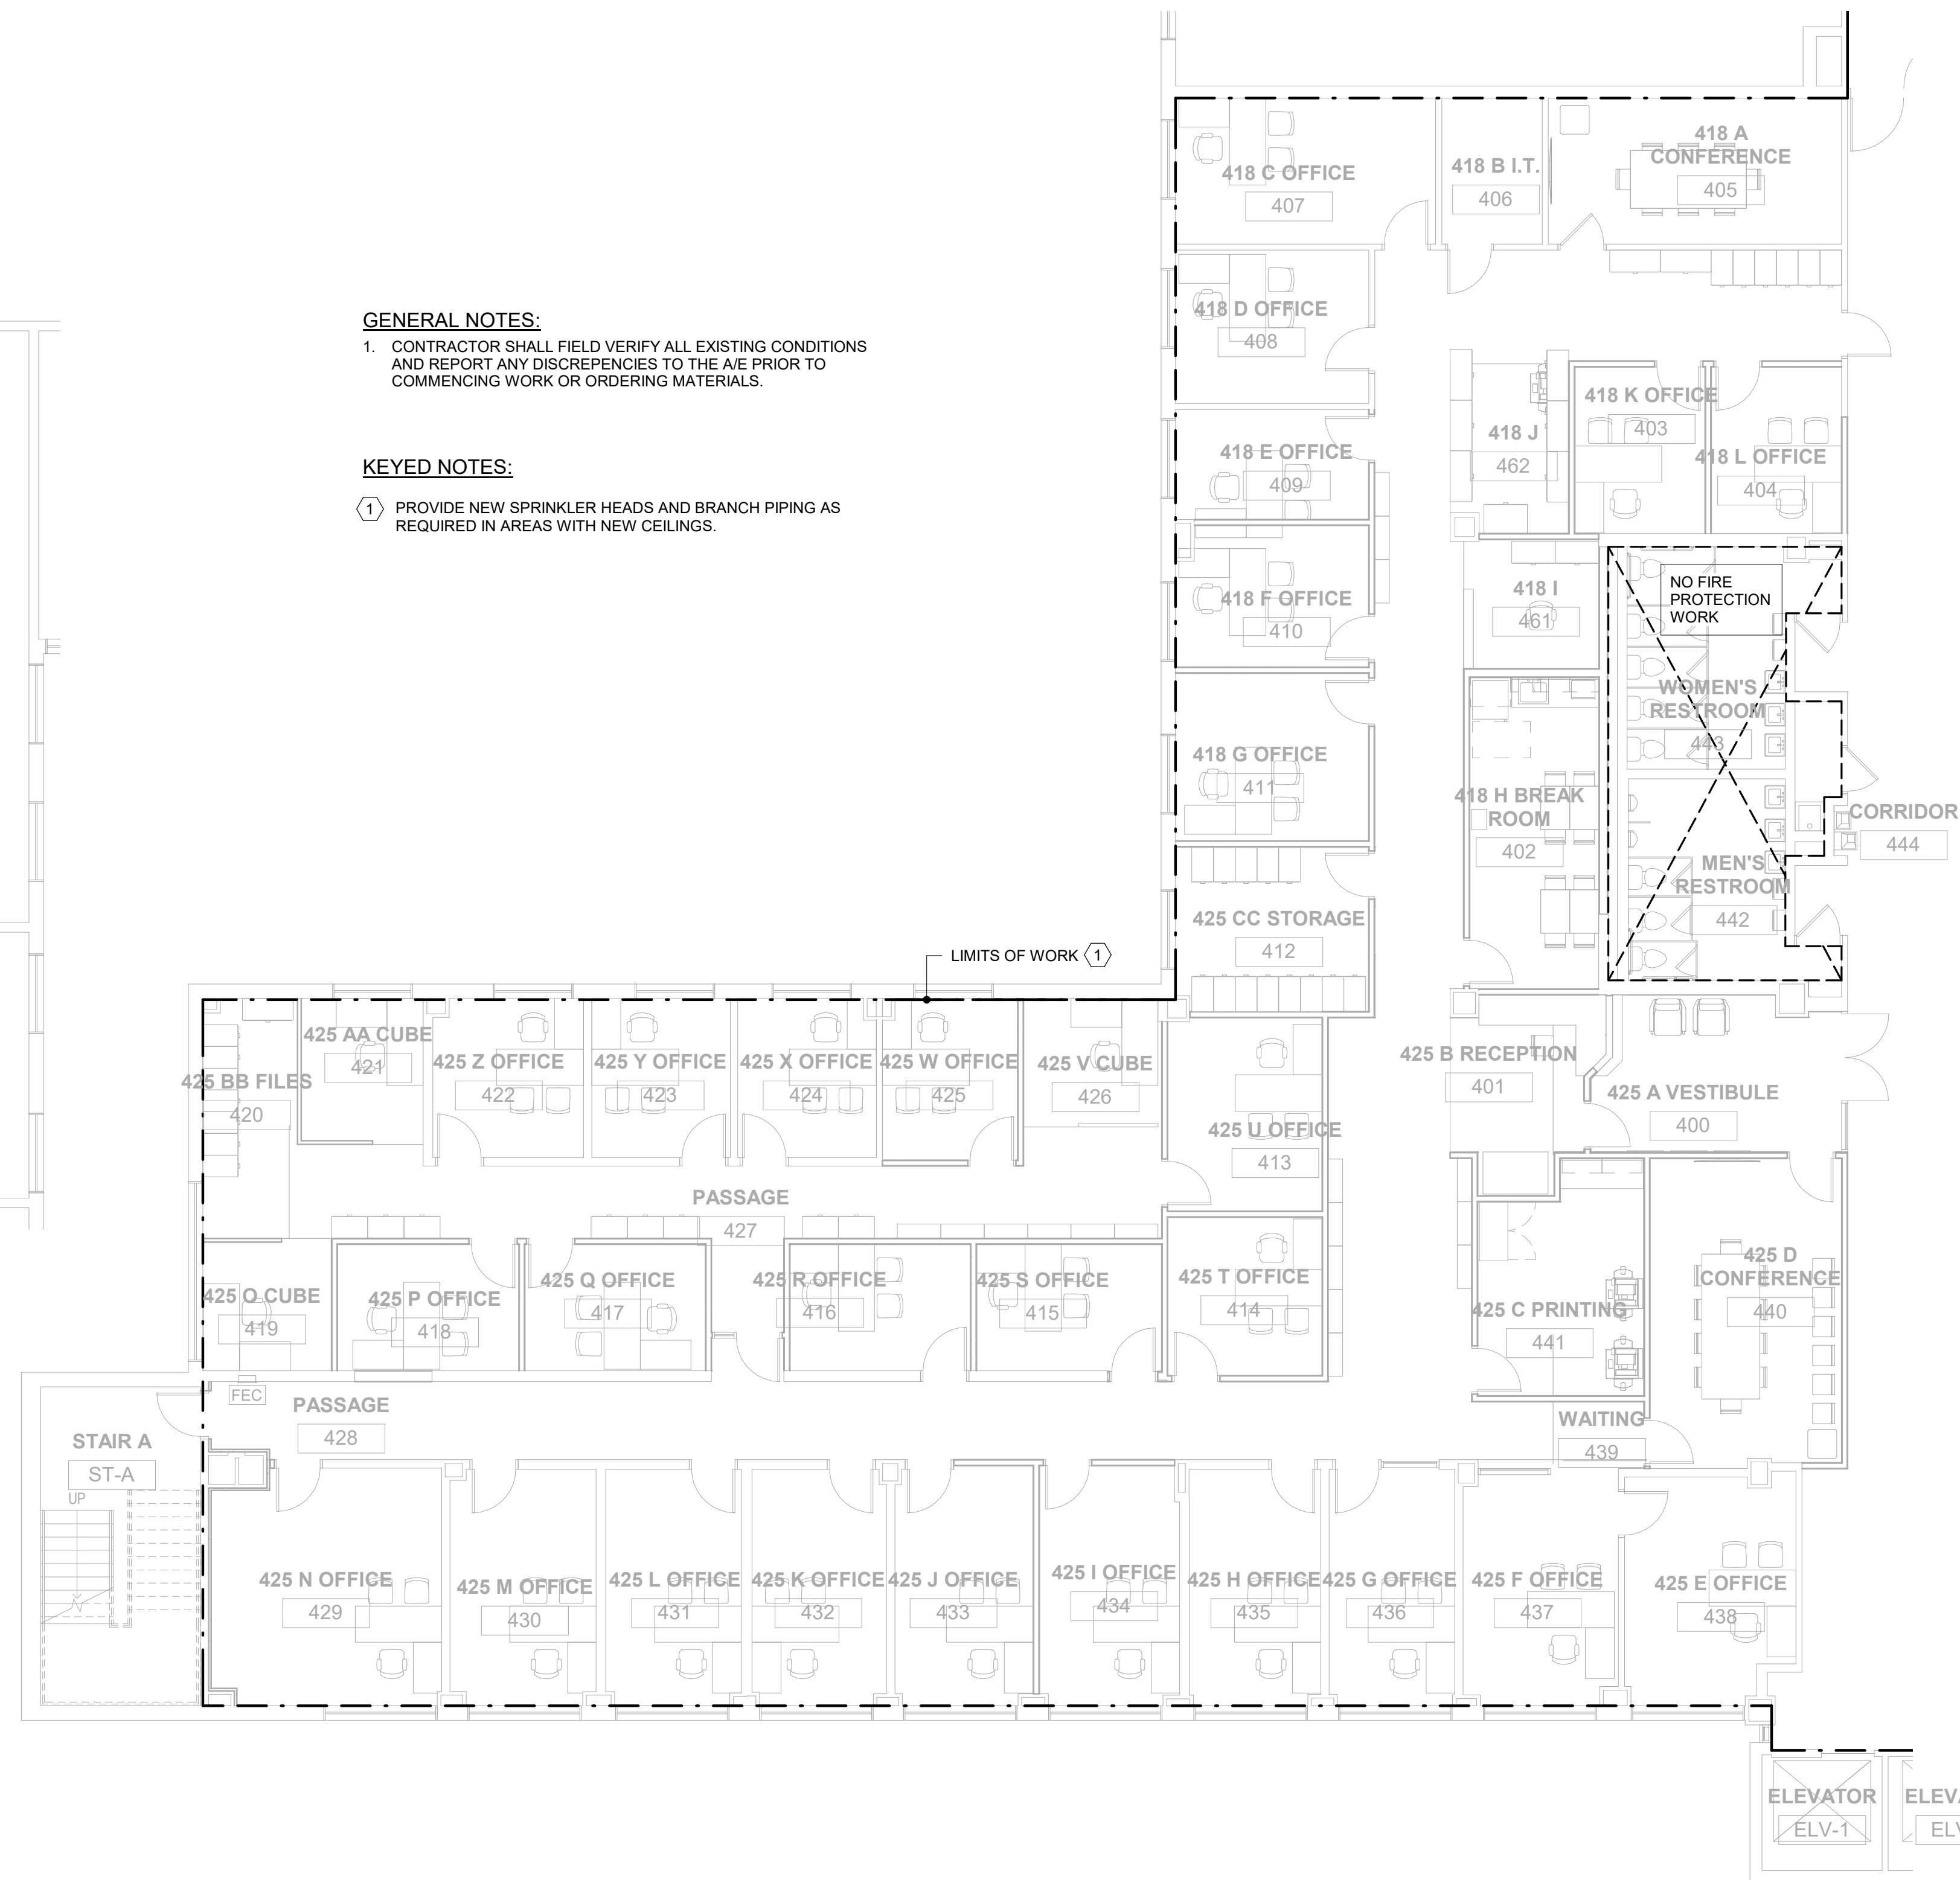 418 A
CONFERENCE
405
418 B I.T.
406
418 C OFFICE
407
GENERAL NOTES:
1. CONTRACTOR SHALL FIELD VERIFY ALL EXISTING CONDITIONS
AND REPORT ANY DISCREPENCIES TO THE A/E PRIOR TO
COMMENCING WORK OR ORDERING MATERIALS.
418 D OFFICE
408
418 K OFFICE
403
418 J
462
418 L OFFICE
404
418 E OFFICE
409
KEYED NOTES:
1 PROVIDE NEW SPRINKLER HEADS AND BRANCH PIPING AS
REQUIRED IN AREAS WITH NEW CEILINGS.
418 F OFFICE
410
418 I
461
NO FIRE
PROTECTION
WORK
WOMEN'S
RESTROOM
443
418 G OFFICE
411
418 H BREAK
ROOM
402
CORRIDOR
444
MEN'S
RESTROOM
442
425 CC STORAGE
412
LIMITS OF WORK 1
425 AA CUBE
421
425 BB FILES
420
425 Z OFFICE
422
425 Y OFFICE
423
425 X OFFICE
424
425 W OFFICE
425
425 V CUBE
426
425 U OFFICE
413
425 B RECEPTION
401
425 A VESTIBULE
400
PASSAGE
427
425 O CUBE
419
425 P OFFICE
418
425 Q OFFICE
417
425 R OFFICE
416
425 S OFFICE
415
425 T OFFICE
414
425 C PRINTING
441
425 D
CONFERENCE
440
FEC
PASSAGE
428
WAITING
439
STAIR A
ST-A
UP
425 N OFFICE
429
425 M OFFICE
430
425 L OFFICE
431
425 K OFFICE
432
425 J OFFICE
433
425 I OFFICE
434
425 H OFFICE
435
425 G OFFICE
436
425 F OFFICE
437
425 E OFFICE
438
ELEVATOR
ELV-1